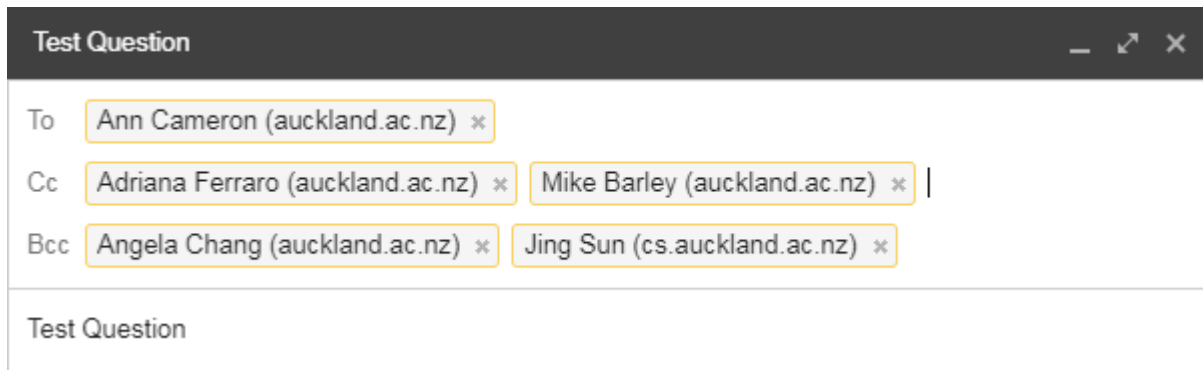 Test Question
To Ann Cameron (auckland.ac.nz) ×
Cc Adriana Ferraro (auckland.ac.nz) × Mike Barley (auckland.ac.nz) ×
Bcc Angela Chang (auckland.ac.nz) × Jing Sun (cs.auckland.ac.nz) ×
Test Question